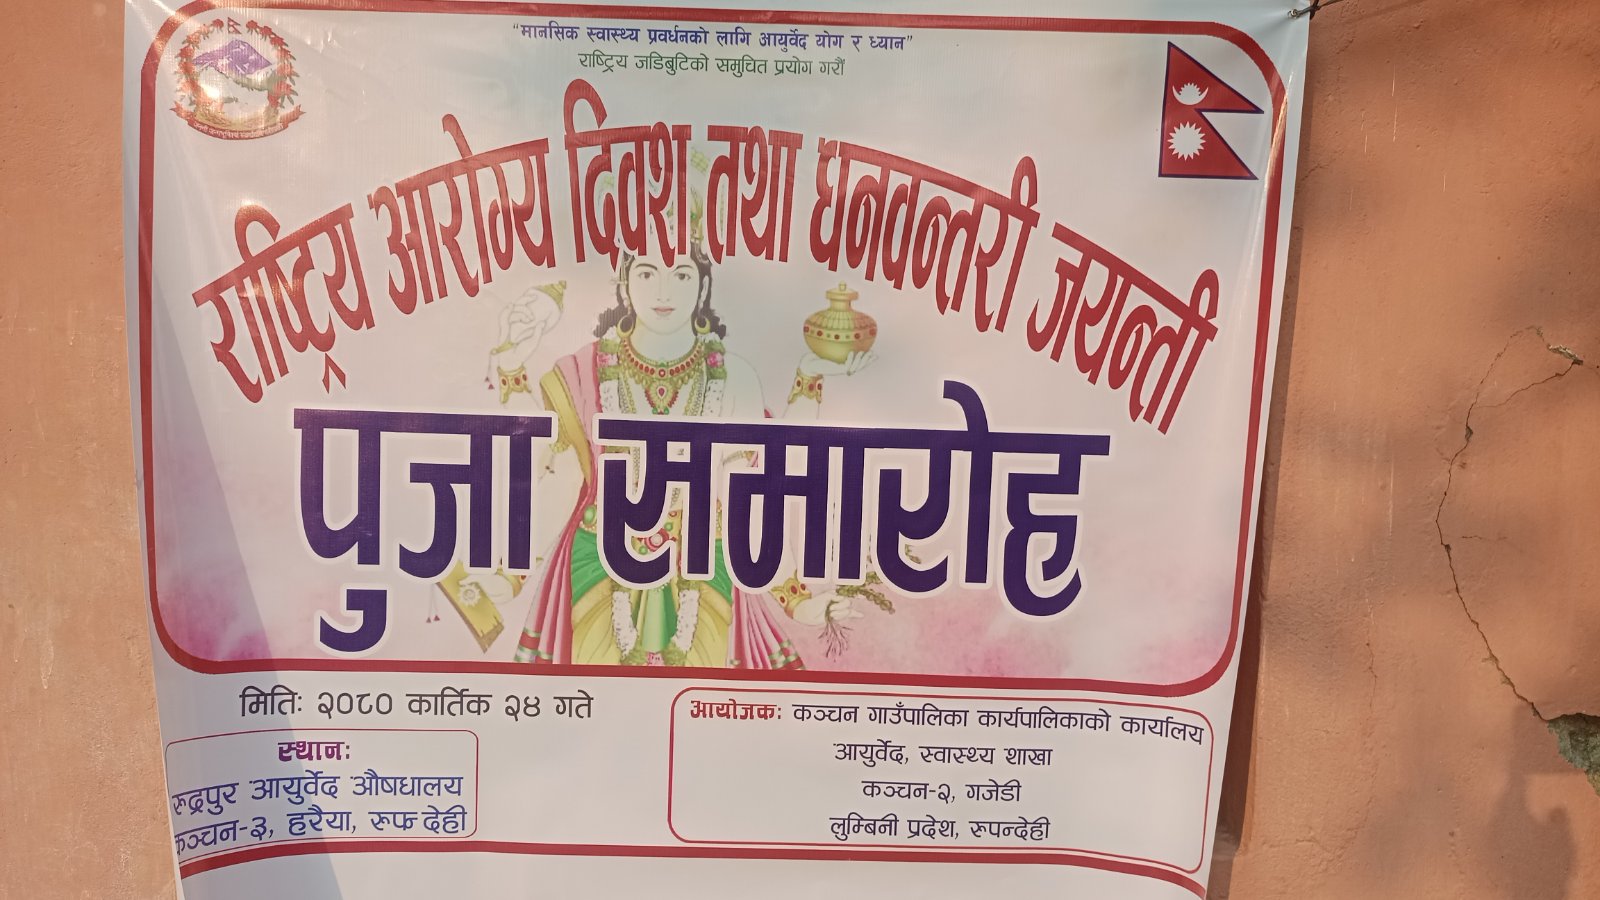 "मानसिक स्वास्थ्य प्रवर्धनको लागि आयुर्वेद योग र ध्यान"
राष्ट्रिय जडिबुटिको समुचित प्रयोग गरौं
राष्ट्रिय आरोग्य दिवश तथा धनवन्तरी जयन्ती
पुजा समारोह
मितिः २०८० कार्तिक २४ गते
स्थानः
रुद्रपुर आयुर्वेद औषधालय
कञ्चन-३, हरैया, रूपन्देही
आयोजकः कञ्चन गाउँपालिका कार्यपालिकाको कार्यालय
आयुर्वेद, स्वास्थ्य शाखा
कञ्चन-२, गजेडी
लुम्बिनी प्रदेश, रूपन्देही